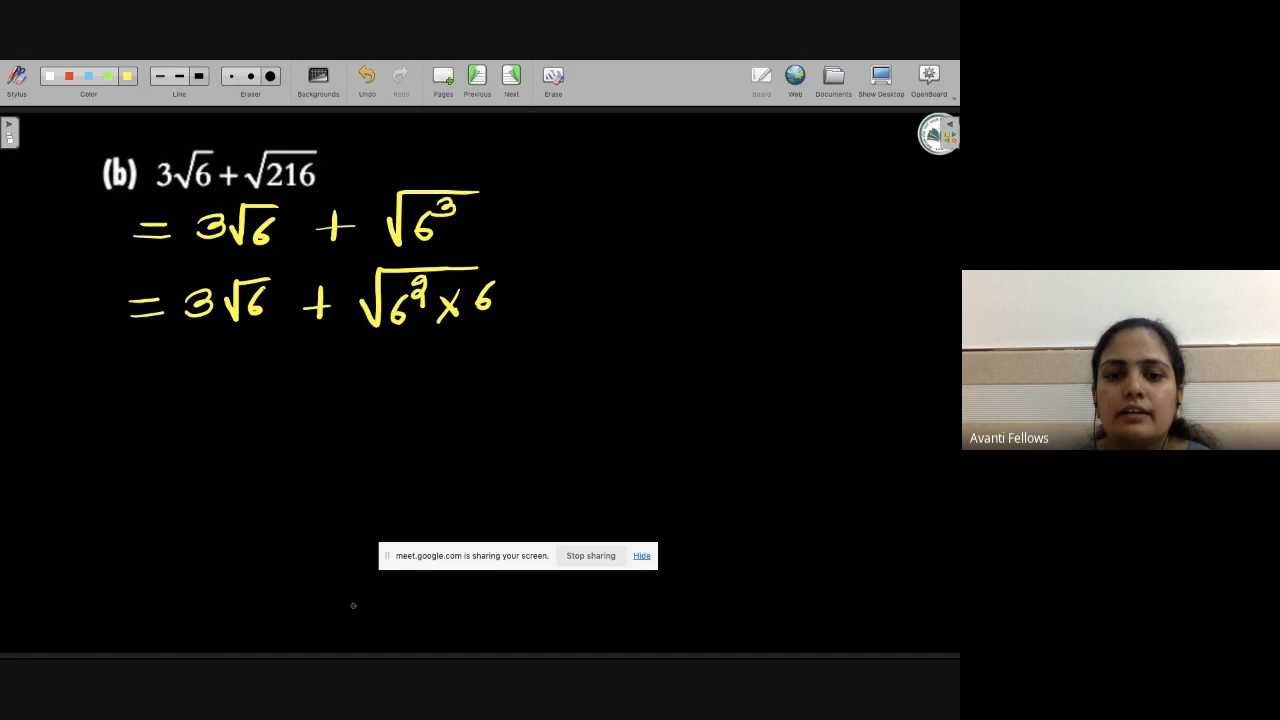 Stylus Color Line Eraser Backgrounds Undo Redo Pages Previous Next Erase Board Web Documents Show Desktop OpenBoard
(b) 3√6 + √216
= 3√6 + √6³
= 3√6 + √6² × 6
Avanti Fellows
meet.google.com is sharing your screen. Stop sharing Hide